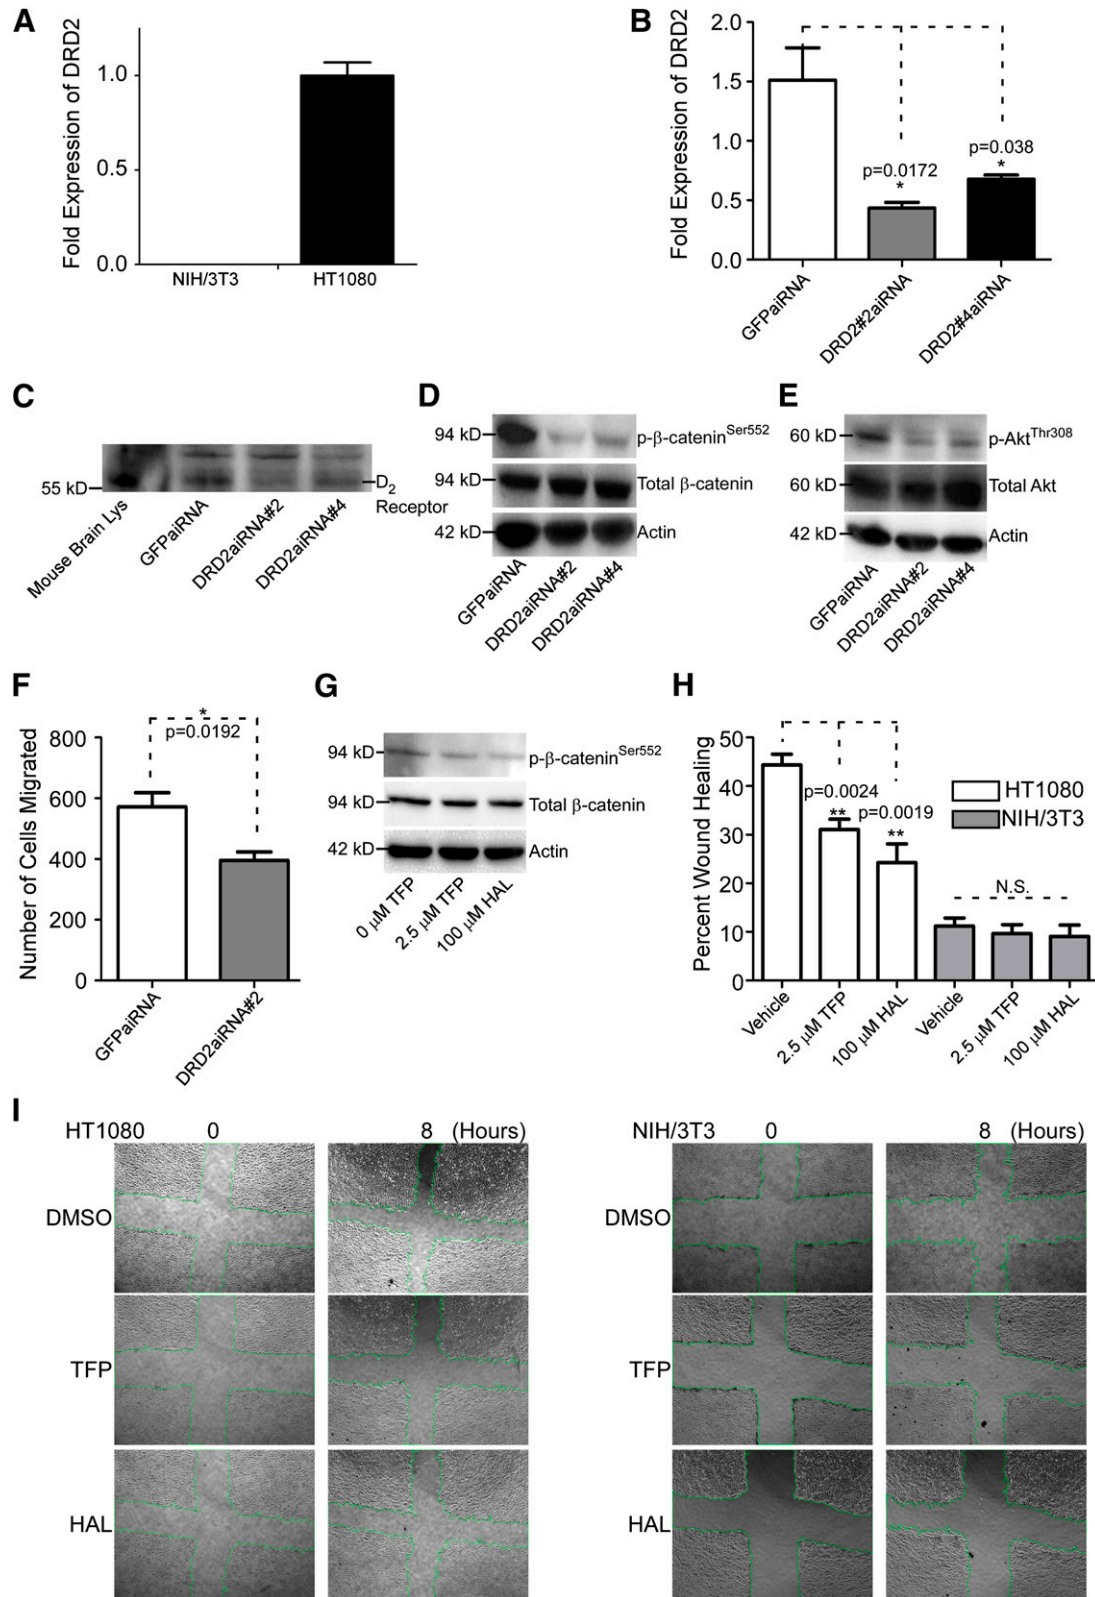 A
Fold Expression of DRD2
1.0
0.5
0.0
NIH/3T3
HT1080
B
Fold Expression of DRD2
2.0
1.5
1.0
0.5
0.0
p=0.0172
*
p=0.038
*
GFPaiRNA
DRD2#2aiRNA
DRD2#4aiRNA
C
55 kD
D2
Receptor
Mouse Brain Lys
GFPaiRNA
DRD2aiRNA#2
DRD2aiRNA#4
D
94 kD
p-β-catenin^Ser552
94 kD
Total β-catenin
42 kD
Actin
GFPaiRNA
DRD2aiRNA#2
DRD2aiRNA#4
E
60 kD
p-Akt^Thr308
60 kD
Total Akt
42 kD
Actin
GFPaiRNA
DRD2aiRNA#2
DRD2aiRNA#4
F
Number of Cells Migrated
800
600
400
200
0
*
p=0.0192
GFPaiRNA
DRD2aiRNA#2
G
94 kD
p-β-catenin^Ser552
94 kD
Total β-catenin
42 kD
Actin
0 μM TFP
2.5 μM TFP
100 μM HAL
H
Percent Wound Healing
50
40
30
20
10
0
p=0.0024
**
p=0.0019
**
N.S.
HT1080
NIH/3T3
Vehicle
2.5 μM TFP
100 μM HAL
Vehicle
2.5 μM TFP
100 μM HAL
I
HT1080 0 8 (Hours)
DMSO
TFP
HAL
NIH/3T3 0 8 (Hours)
DMSO
TFP
HAL